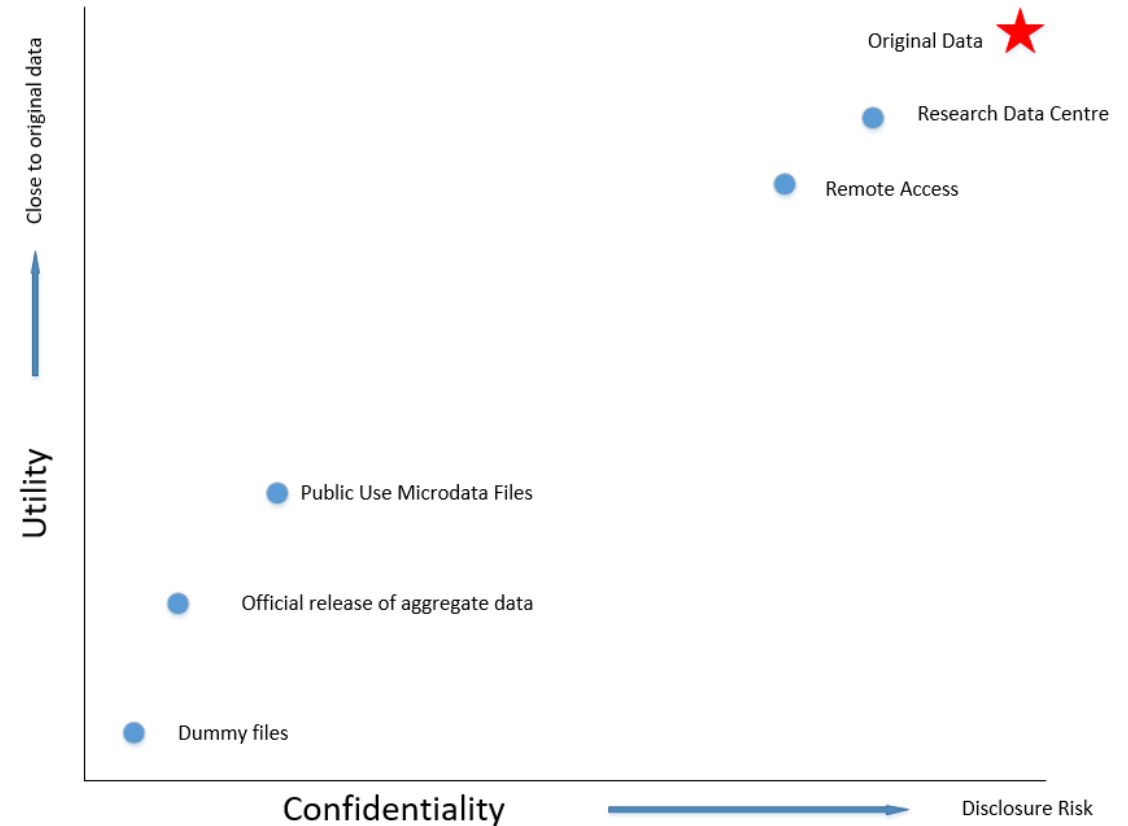 Close to original data
Utility
Original Data
Research Data Centre
Remote Access
Public Use Microdata Files
Official release of aggregate data
Dummy files
Confidentiality
Disclosure Risk